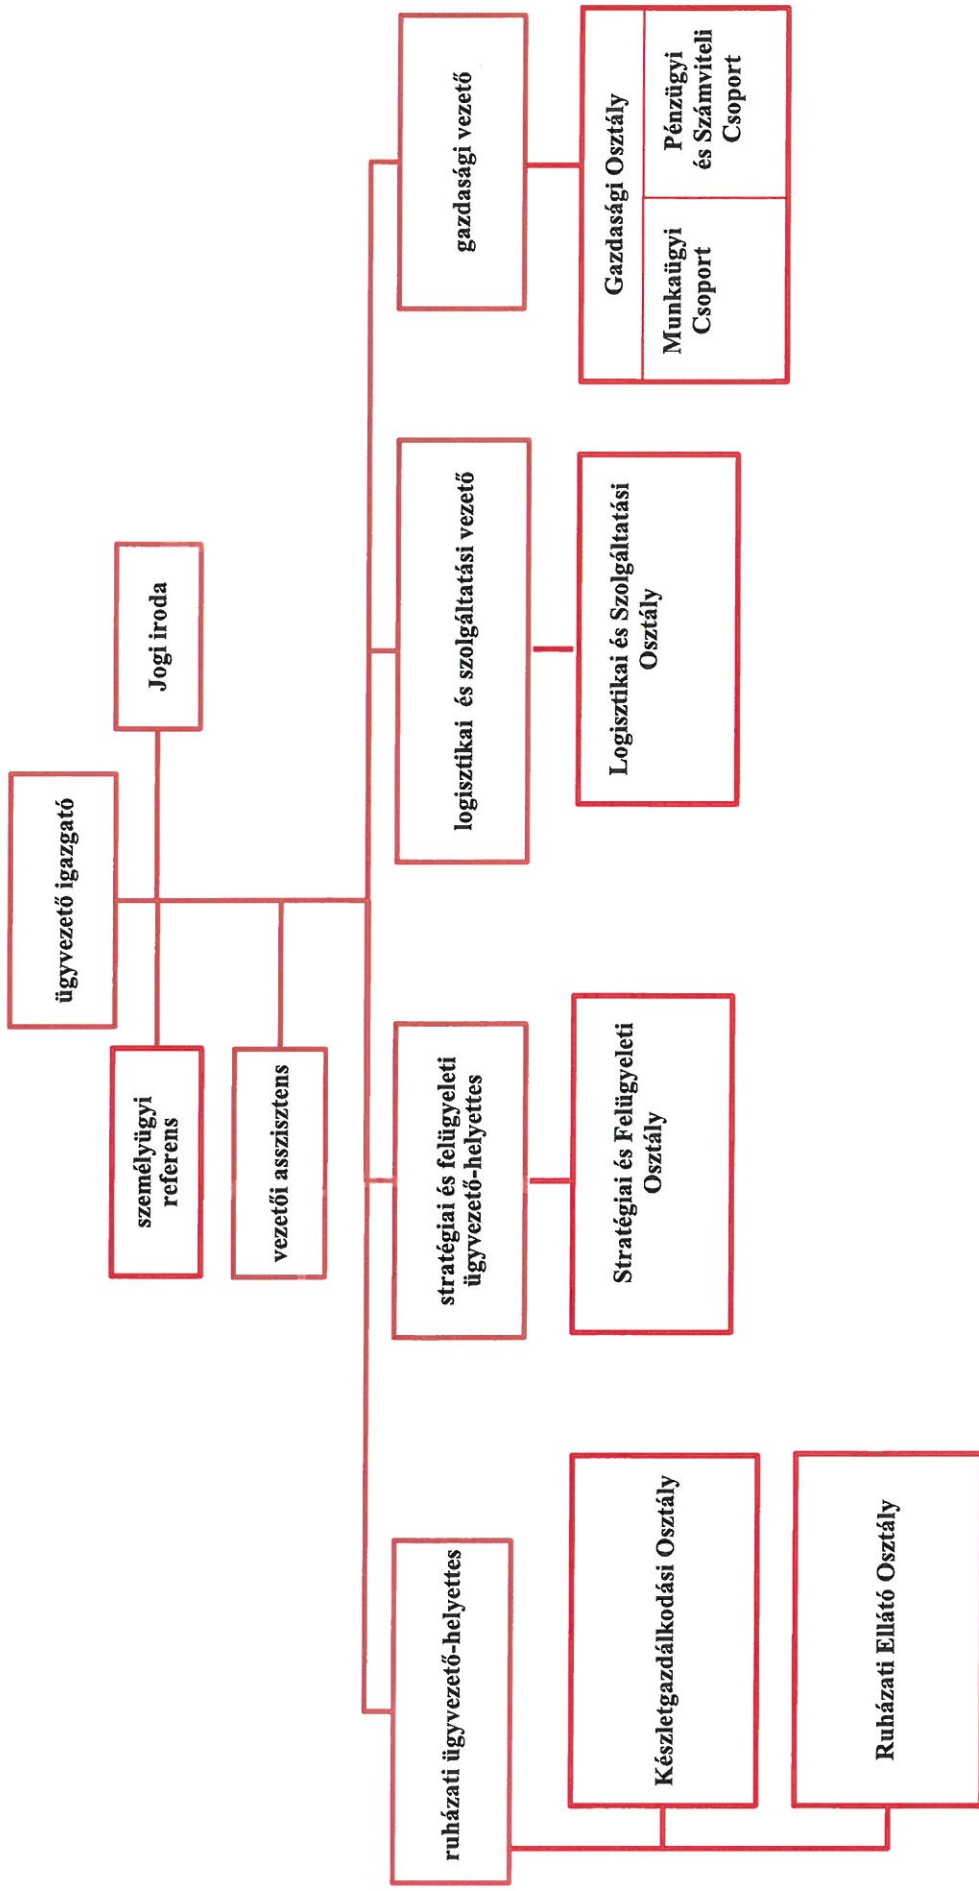 ügyvezető igazgató
személyügyi
referens
Jogi iroda
vezetői asszisztens
ruházati ügyvezető-helyettes
stratégiai és felügyeleti
ügyvezető-helyettes
logisztikai és szolgáltatási vezető
gazdasági vezető
Készletgazdálkodási Osztály
Ruházati Ellátó Osztály
Stratégiai és Felügyeleti
Osztály
Logisztikai és Szolgáltatási
Osztály
Gazdasági Osztály
Munkaügyi
Csoport
Pénzügyi
és Számviteli
Csoport